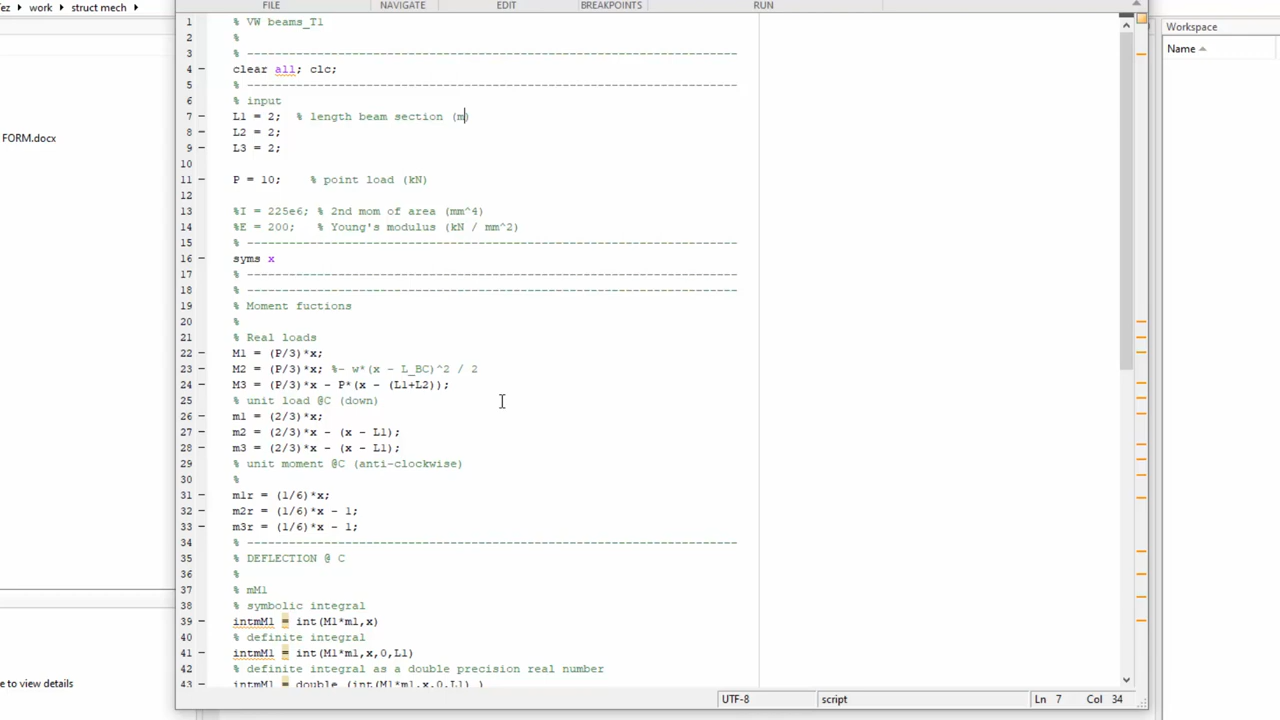 ez work struct mech
FILE NAVIGATE EDIT BREAKPOINTS RUN
Workspace
Name
FORM.docx
e to view details
1 % VW beams_T1
2 %
3 % -----------------------------------------------------------------------
4 – clear all; clc;
5 % -----------------------------------------------------------------------
6 % input
7 – L1 = 2; % length beam section (m)
8 – L2 = 2;
9 – L3 = 2;
10
11 – P = 10; % point load (kN)
12
13 %I = 225e6; % 2nd mom of area (mm^4)
14 %E = 200; % Young's modulus (kN / mm^2)
15 % -----------------------------------------------------------------------
16 – syms x
17 % -----------------------------------------------------------------------
18 % -----------------------------------------------------------------------
19 % Moment fuctions
20 %
21 % Real loads
22 – M1 = (P/3)*x;
23 – M2 = (P/3)*x; %- w*(x - L_BC)^2 / 2
24 – M3 = (P/3)*x - P*(x - (L1+L2));
25 % unit load @C (down)
26 – m1 = (2/3)*x;
27 – m2 = (2/3)*x - (x - L1);
28 – m3 = (2/3)*x - (x - L1);
29 % unit moment @C (anti-clockwise)
30 %
31 – m1r = (1/6)*x;
32 – m2r = (1/6)*x - 1;
33 – m3r = (1/6)*x - 1;
34 % -----------------------------------------------------------------------
35 % DEFLECTION @ C
36 %
37 % mM1
38 % symbolic integral
39 – intmM1 = int(M1*m1,x)
40 % definite integral
41 – intmM1 = int(M1*m1,x,0,L1)
42 % definite integral as a double precision real number
43 – intmM1 = double (int(M1*m1,x,0,L1) )
UTF-8 script Ln 7 Col 34